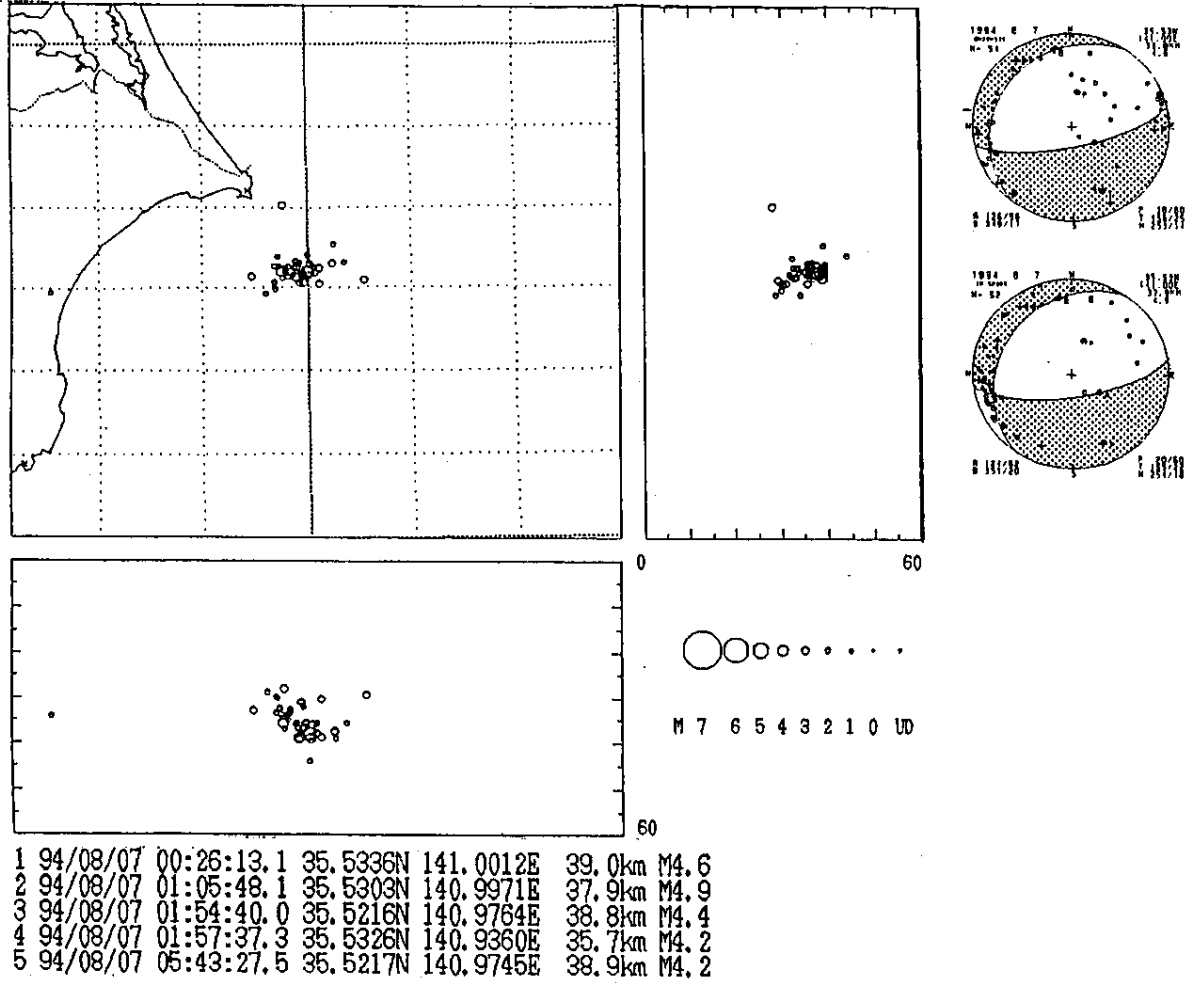 1994 8 7
N= 51
N
S
1994 8 7
N= 52
N
S
0
60
M 7 6 5 4 3 2 1 0 UD
60
1 94/08/07 00:26:13.1 35.5336N 141.0012E 39.0km M4.6
2 94/08/07 01:05:48.1 35.5303N 140.9971E 37.9km M4.9
3 94/08/07 01:54:40.0 35.5216N 140.9764E 38.8km M4.4
4 94/08/07 01:57:37.3 35.5326N 140.9360E 35.7km M4.2
5 94/08/07 05:43:27.5 35.5217N 140.9745E 38.9km M4.2